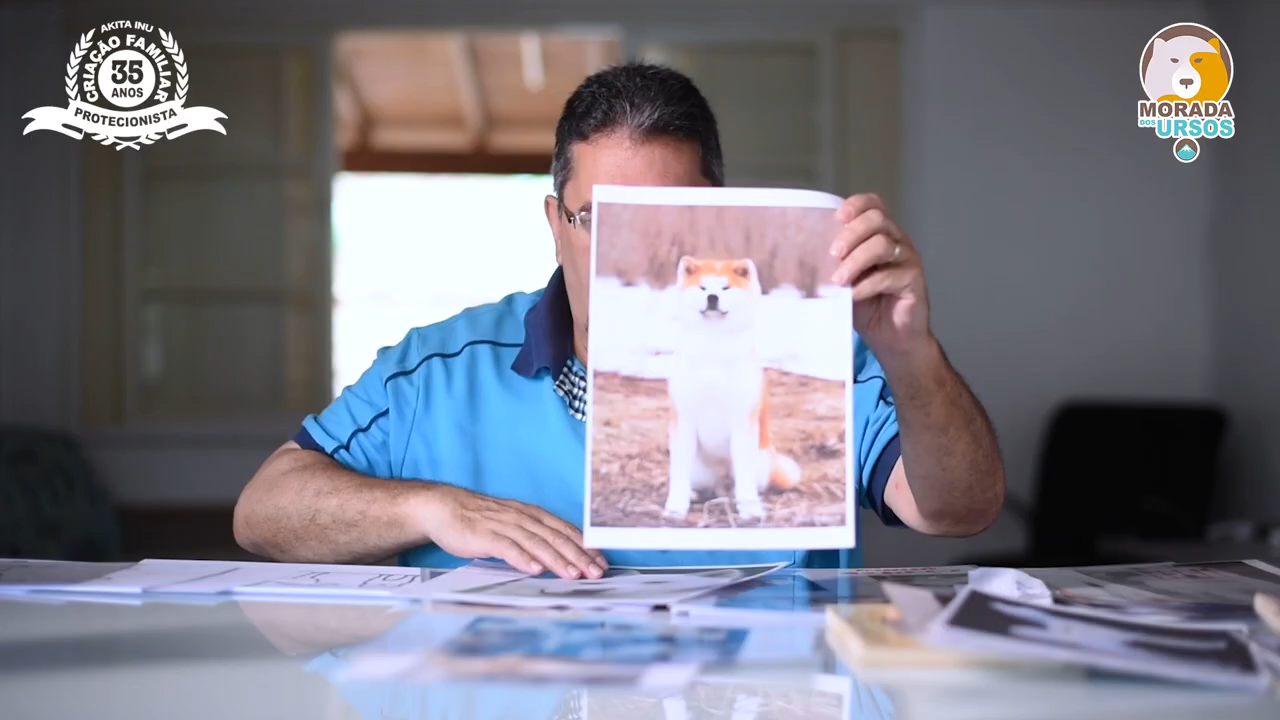 AKITA INU
CRIAÇÃO FAMILIAR
35
ANOS
PROTECIONISTA
MORADA
DOS URSOS